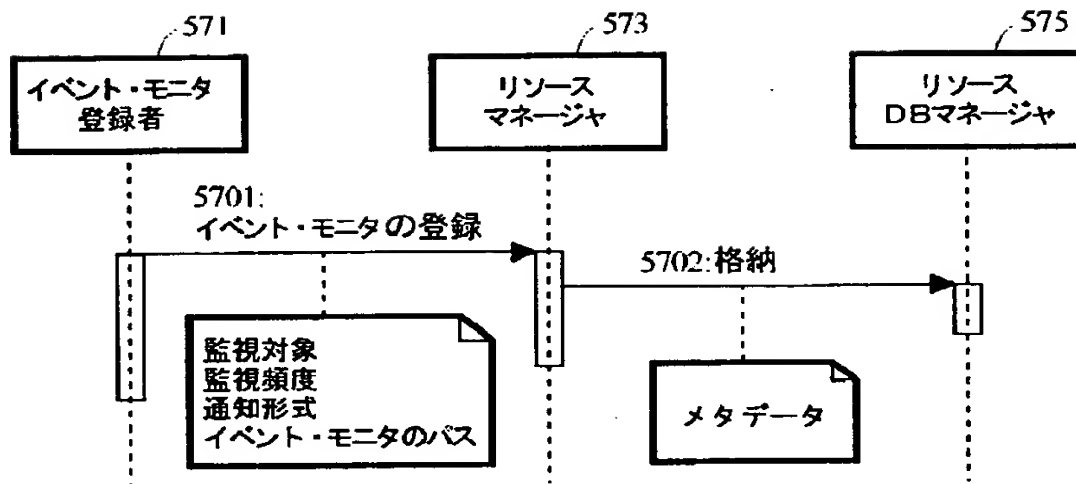 571
573
575
イベント・モニタ
登録者
リソース
マネージャ
リソース
DBマネージャ
5701:
イベント・モニタの登録
5702:格納
監視対象
監視頻度
通知形式
イベント・モニタのパス
メタデータ